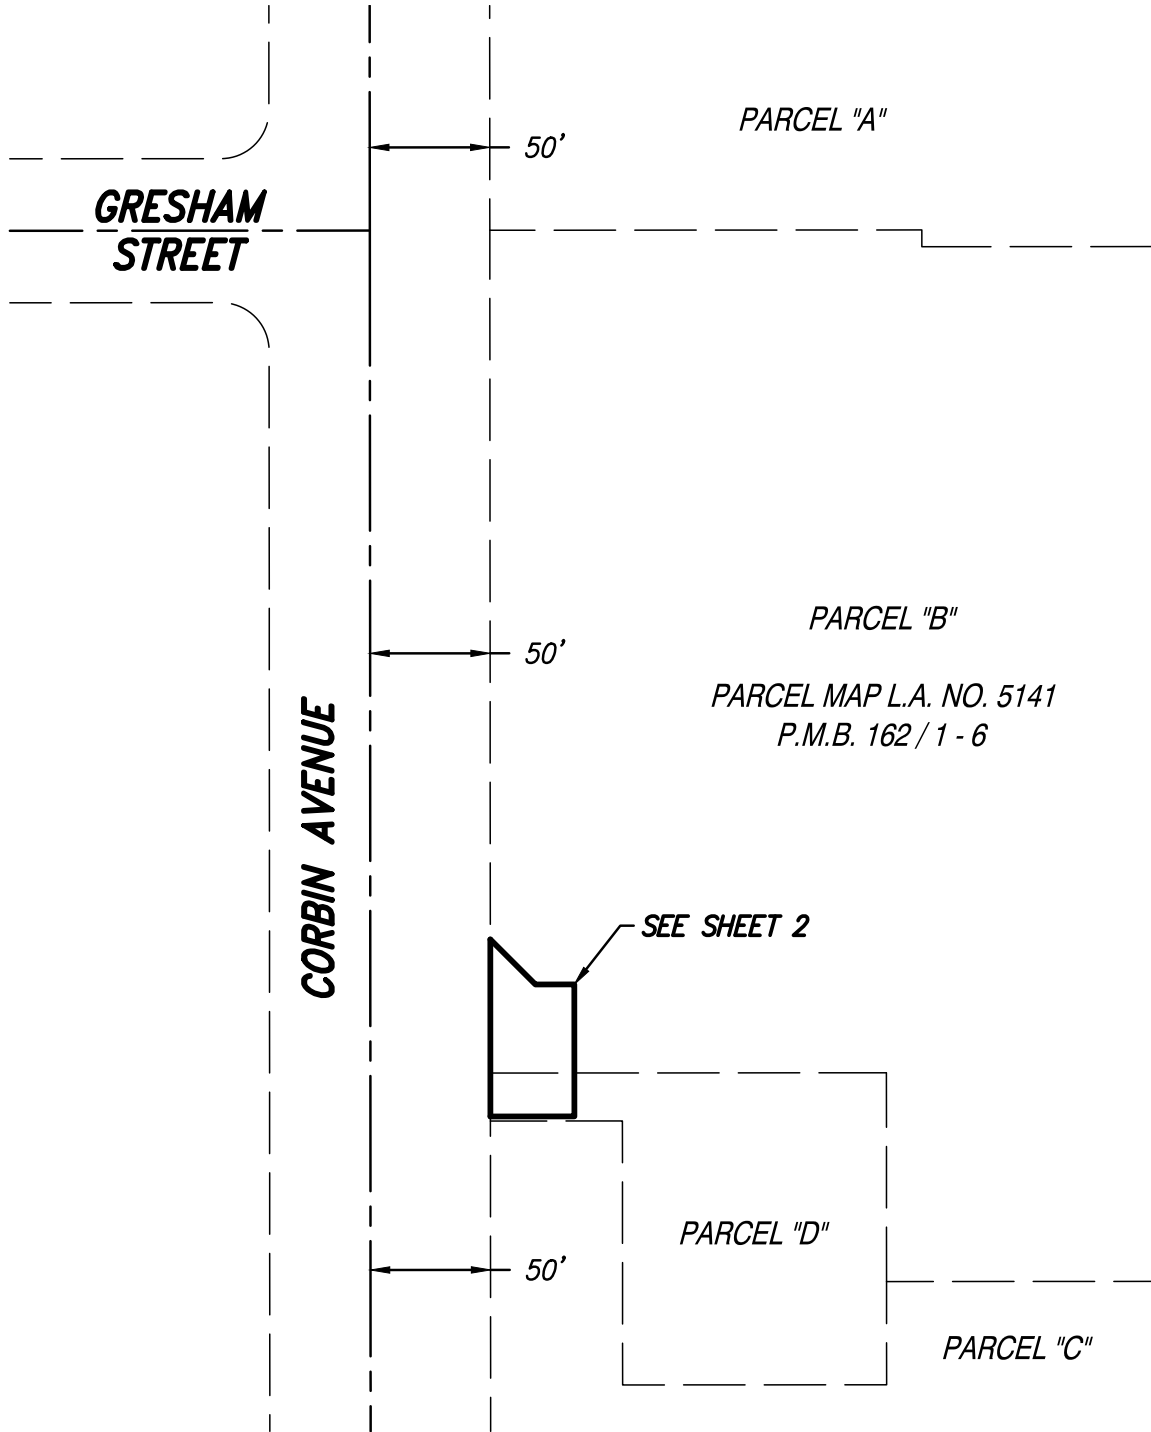 PARCEL "A"
50'
GRESHAM
STREET
PARCEL "B"
50'
PARCEL MAP L.A. NO. 5141
P.M.B. 162 / 1 - 6
CORBIN AVENUE
SEE SHEET 2
PARCEL "D"
50'
PARCEL "C"